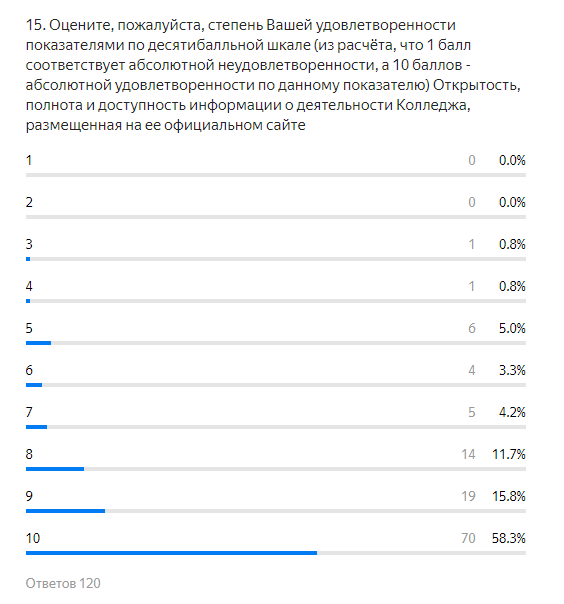 15. Оцените, пожалуйста, степень Вашей удовлетворенности
показателями по десятибалльной шкале (из расчёта, что 1 балл
соответствует абсолютной неудовлетворенности, а 10 баллов -
абсолютной удовлетворенности по данному показателю) Открытость,
полнота и доступность информации о деятельности Колледжа,
размещенная на ее официальном сайте
1 0 0.0%
2 0 0.0%
3 1 0.8%
4 1 0.8%
5 6 5.0%
6 4 3.3%
7 5 4.2%
8 14 11.7%
9 19 15.8%
10 70 58.3%
Ответов 120